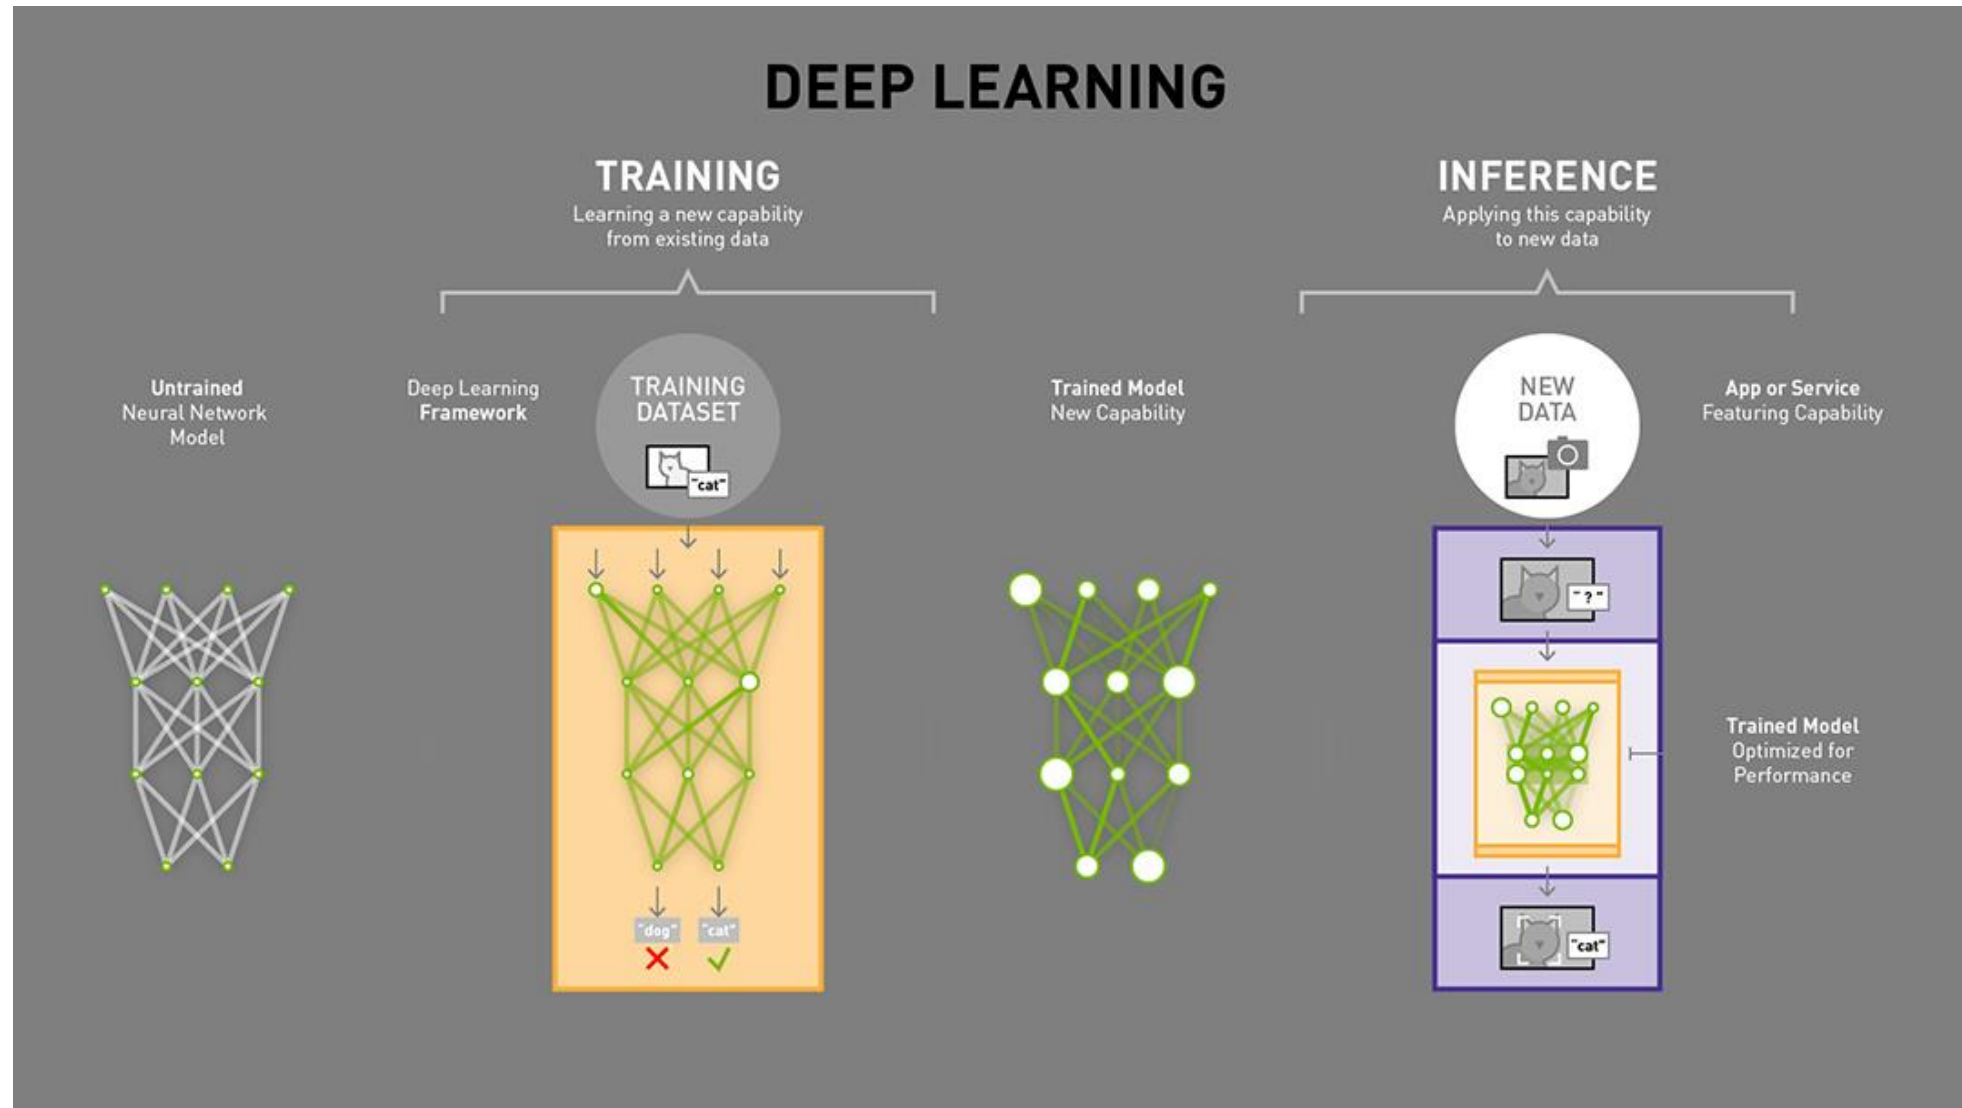 DEEP LEARNING
TRAINING
Learning a new capability
from existing data
INFERENCE
Applying this capability
to new data
Untrained
Neural Network
Model
Deep Learning
Framework
TRAINING
DATASET
"cat"
Trained Model
New Capability
NEW
DATA
App or Service
Featuring Capability
"?"
Trained Model
Optimized for
Performance
"dog"
"cat"
"cat"